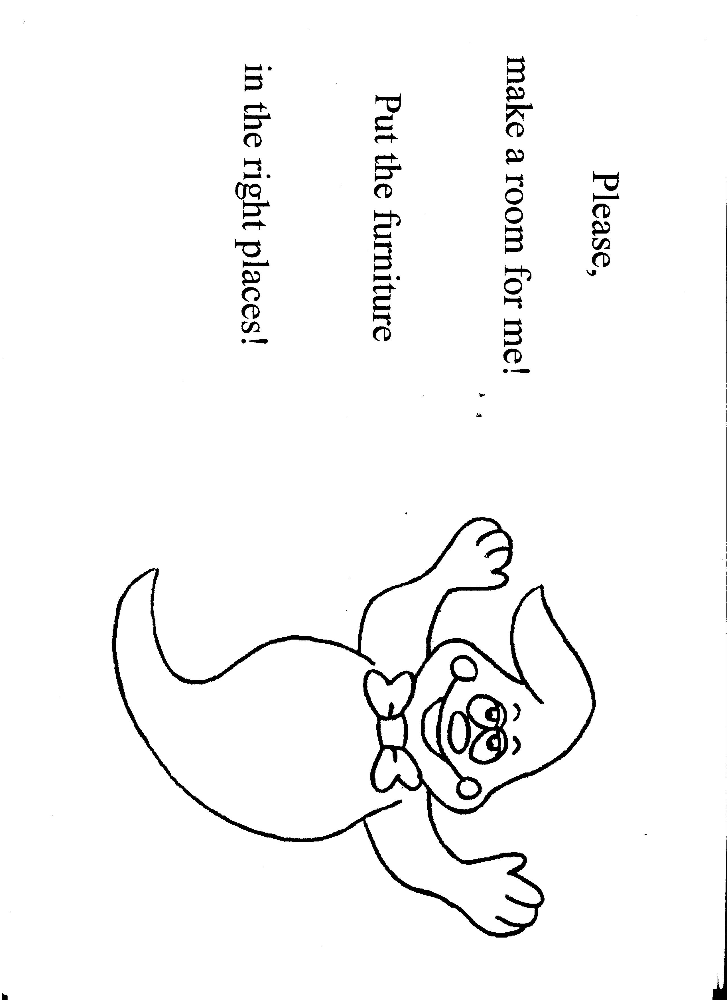 Please,
make a room for me!
Put the furniture
in the right places!